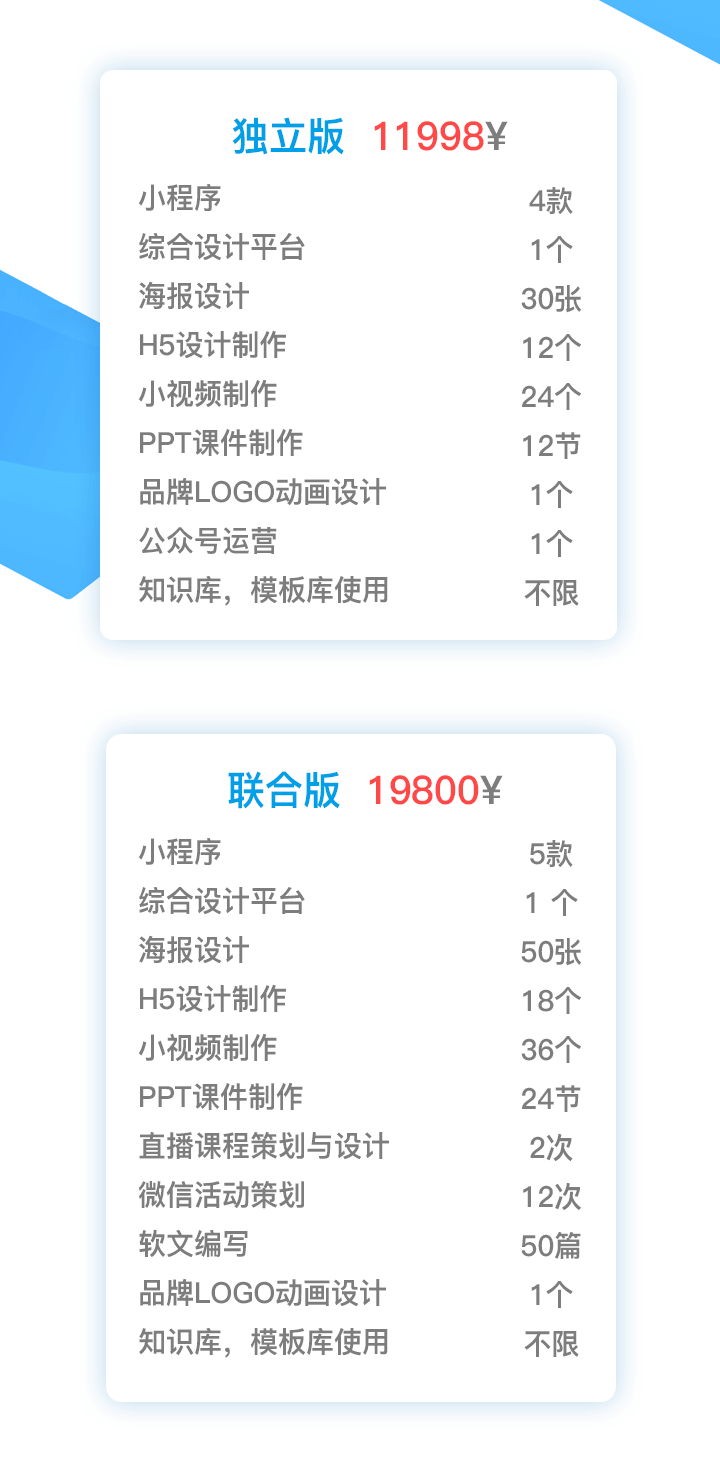 独立版 11998¥
小程序 4款
综合设计平台 1个
海报设计 30张
H5设计制作 12个
小视频制作 24个
PPT课件制作 12节
品牌LOGO动画设计 1个
公众号运营 1个
知识库，模板库使用 不限
联合版 19800¥
小程序 5款
综合设计平台 1 个
海报设计 50张
H5设计制作 18个
小视频制作 36个
PPT课件制作 24节
直播课程策划与设计 2次
微信活动策划 12次
软文编写 50篇
品牌LOGO动画设计 1个
知识库，模板库使用 不限